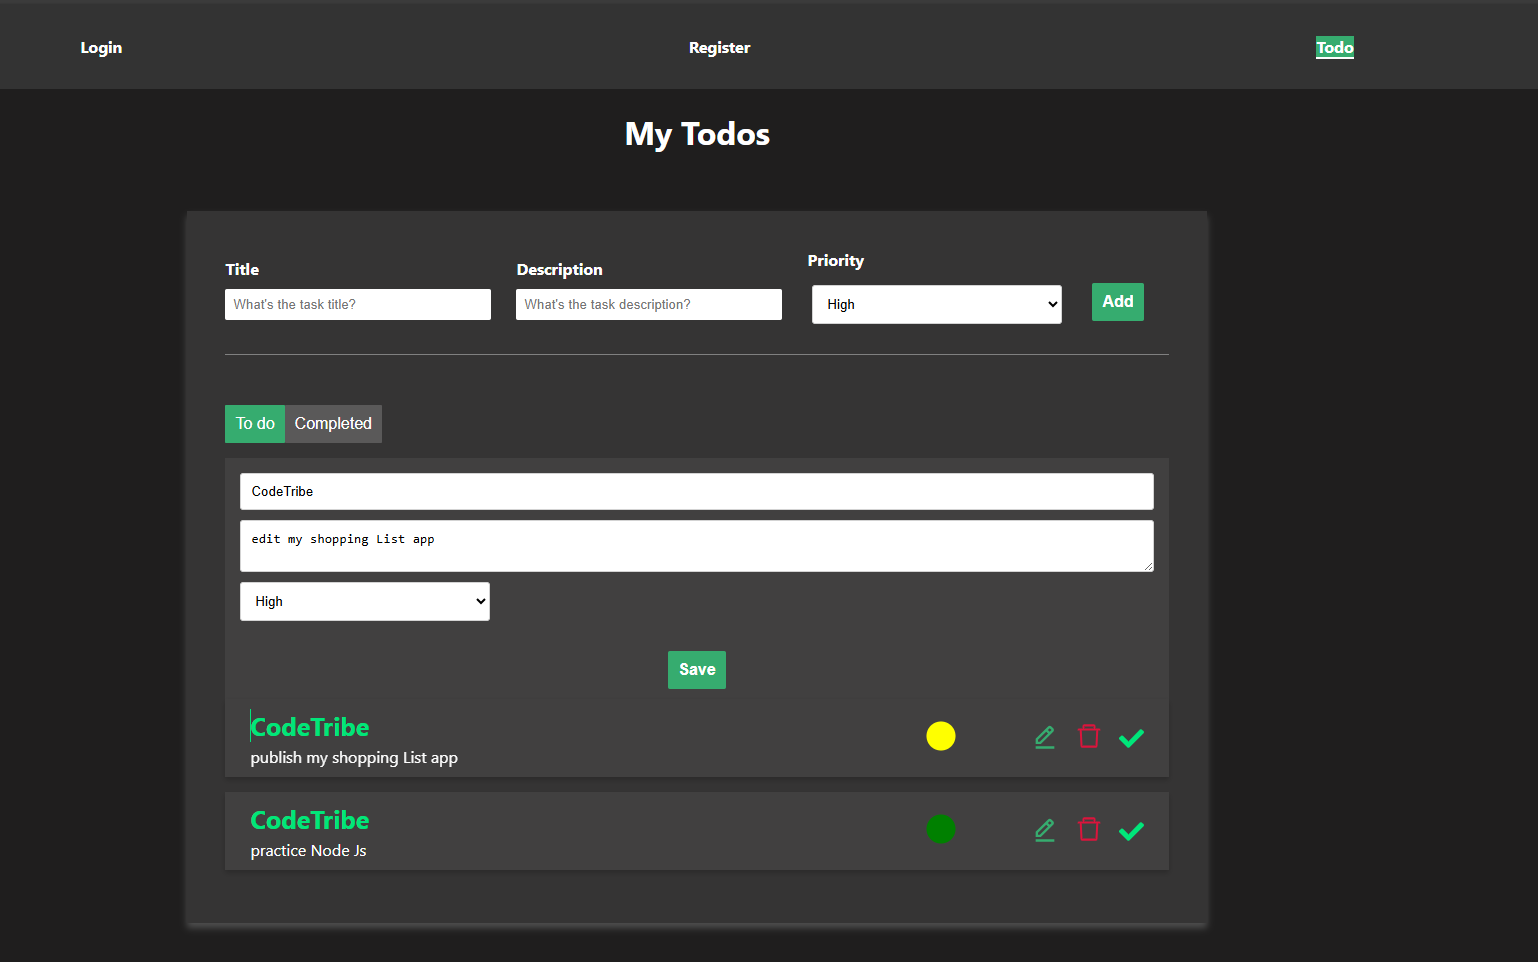 Login Register Todo
My Todos
Title Description Priority
What's the task title? What's the task description? High Add
To do Completed
CodeTribe
edit my shopping List app
High
Save
CodeTribe
publish my shopping List app
CodeTribe
practice Node Js